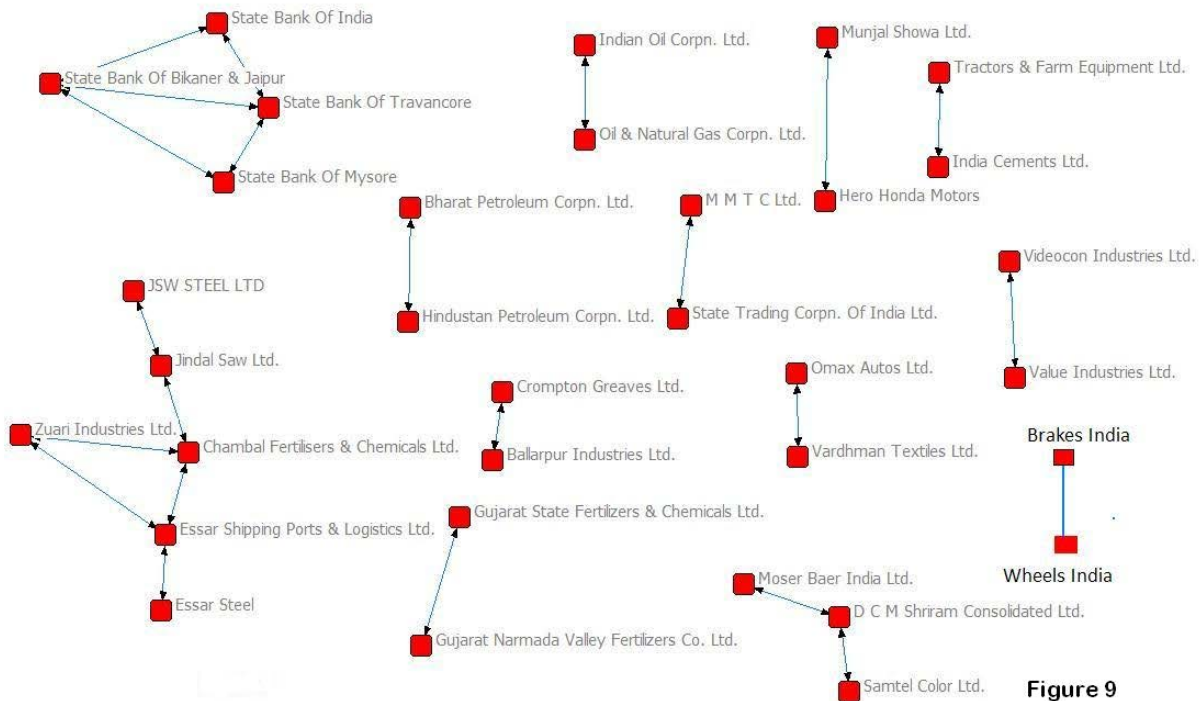 State Bank Of India
State Bank Of Bikaner & Jaipur
State Bank Of Travancore
State Bank Of Mysore
Indian Oil Corpn. Ltd.
Oil & Natural Gas Corpn. Ltd.
Munjal Showa Ltd.
Hero Honda Motors
Tractors & Farm Equipment Ltd.
India Cements Ltd.
Bharat Petroleum Corpn. Ltd.
Hindustan Petroleum Corpn. Ltd.
M M T C Ltd.
State Trading Corpn. Of India Ltd.
Videocon Industries Ltd.
Value Industries Ltd.
JSW STEEL LTD
Jindal Saw Ltd.
Zuari Industries Ltd.
Chambal Fertilisers & Chemicals Ltd.
Essar Shipping Ports & Logistics Ltd.
Essar Steel
Crompton Greaves Ltd.
Ballarpur Industries Ltd.
Omax Autos Ltd.
Vardhman Textiles Ltd.
Brakes India
Wheels India
Gujarat State Fertilizers & Chemicals Ltd.
Gujarat Narmada Valley Fertilizers Co. Ltd.
Moser Baer India Ltd.
D C M Shriram Consolidated Ltd.
Samtel Color Ltd.
Figure 9